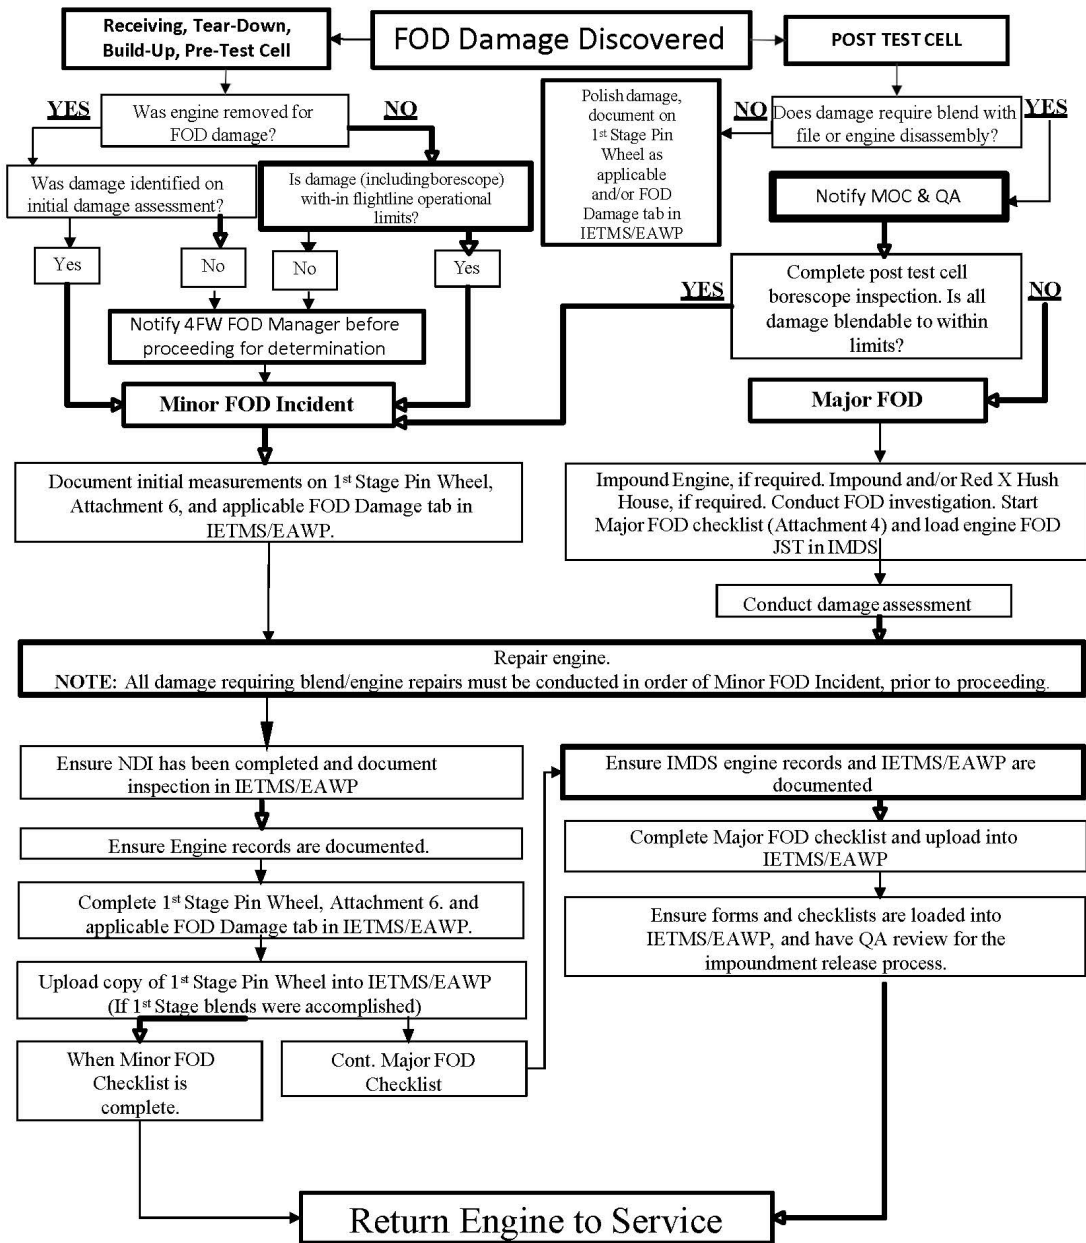 FOD Damage Discovered
Receiving, Tear-Down,
Build-Up, Pre-Test Cell
POST TEST CELL
YES
Was engine removed for
FOD damage?
NO
Polish damage,
document on
1st Stage Pin
Wheel as
applicable
and/or FOD
Damage tab in
IETMS/EAWP
NO
Does damage require blend with
file or engine disassembly?
YES
Was damage identified on
initial damage assessment?
Is damage (includingborescope)
with-in flightline operational
limits?
Notify MOC & QA
Yes
No
No
Yes
YES
Complete post test cell
borescope inspection. Is all
damage blendable to within
limits?
NO
Notify 4FW FOD Manager before
proceeding for determination
Minor FOD Incident
Major FOD
Document initial measurements on 1st Stage Pin Wheel,
Attachment 6, and applicable FOD Damage tab in
IETMS/EAWP.
Impound Engine, if required. Impound and/or Red X Hush
House, if required. Conduct FOD investigation. Start
Major FOD checklist (Attachment 4) and load engine FOD
JST in IMDS
Conduct damage assessment
Repair engine.
NOTE: All damage requiring blend/engine repairs must be conducted in order of Minor FOD Incident, prior to proceeding.
Ensure NDI has been completed and document
inspection in IETMS/EAWP
Ensure Engine records are documented.
Complete 1st Stage Pin Wheel, Attachment 6. and
applicable FOD Damage tab in IETMS/EAWP.
Upload copy of 1st Stage Pin Wheel into IETMS/EAWP
(If 1st Stage blends were accomplished)
When Minor FOD
Checklist is
complete.
Cont. Major FOD
Checklist
Ensure IMDS engine records and IETMS/EAWP are
documented
Complete Major FOD checklist and upload into
IETMS/EAWP
Ensure forms and checklists are loaded into
IETMS/EAWP, and have QA review for the
impoundment release process.
Return Engine to Service